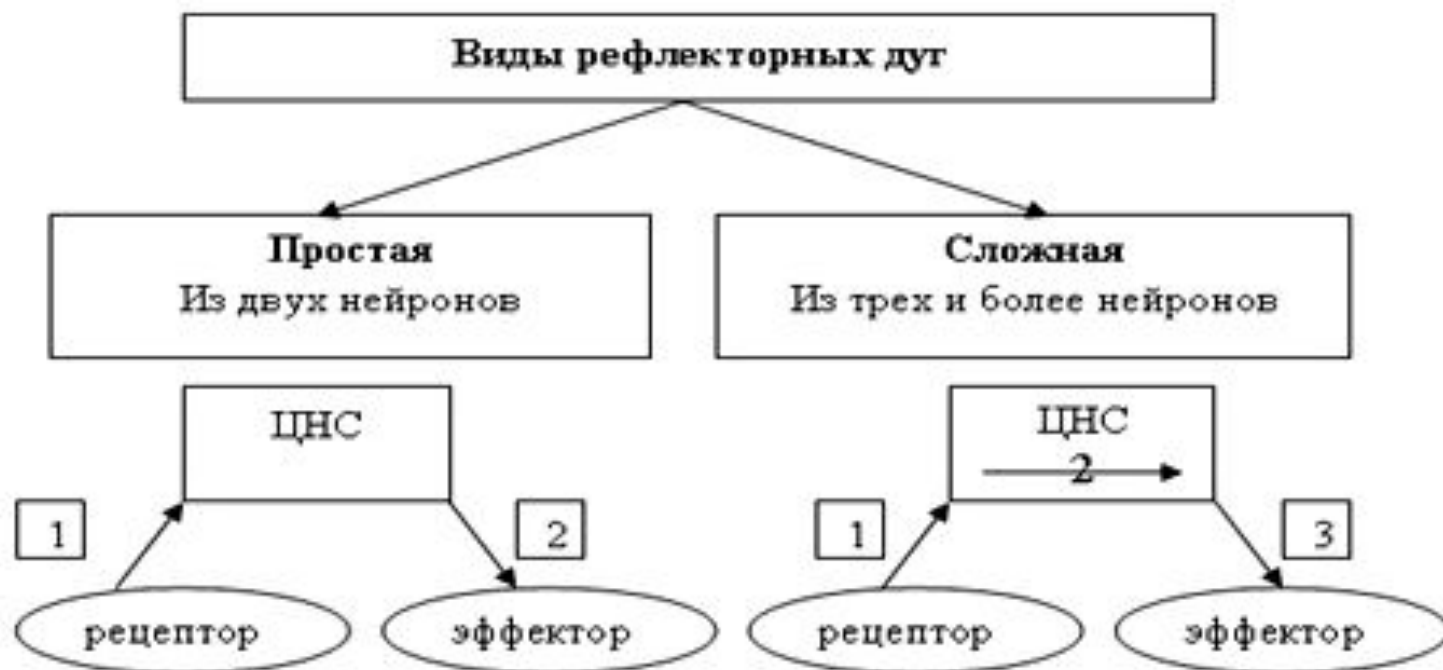 Виды рефлекторных дуг
Простая
Из двух нейронов
Сложная
Из трех и более нейронов
ЦНС
1
2
рецептор
эффектор
ЦНС
2
1
3
рецептор
эффектор